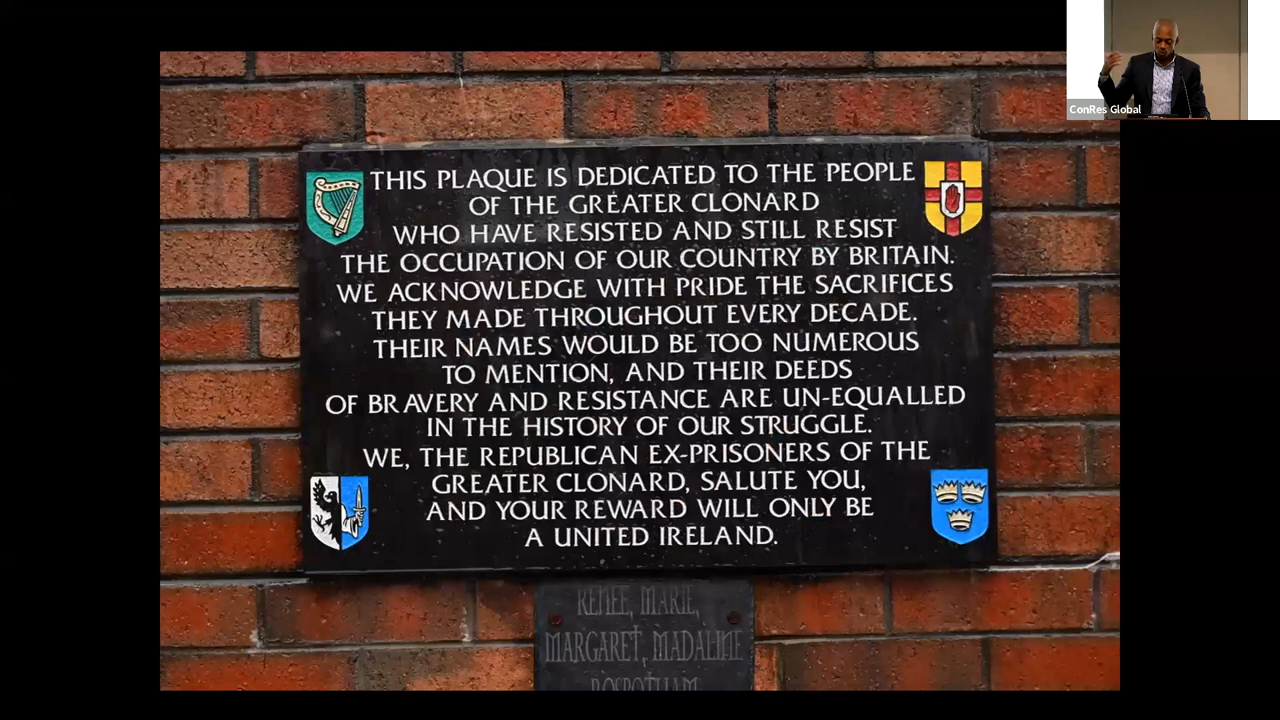 ConRes Global
THIS PLAQUE IS DEDICATED TO THE PEOPLE
OF THE GREATER CLONARD
WHO HAVE RESISTED AND STILL RESIST
THE OCCUPATION OF OUR COUNTRY BY BRITAIN.
WE ACKNOWLEDGE WITH PRIDE THE SACRIFICES
THEY MADE THROUGHOUT EVERY DECADE.
THEIR NAMES WOULD BE TOO NUMEROUS
TO MENTION, AND THEIR DEEDS
OF BRAVERY AND RESISTANCE ARE UN-EQUALLED
IN THE HISTORY OF OUR STRUGGLE.
WE, THE REPUBLICAN EX-PRISONERS OF THE
GREATER CLONARD, SALUTE YOU,
AND YOUR REWARD WILL ONLY BE
A UNITED IRELAND.
RENEE, MARIE,
MARGARET, MADALINE